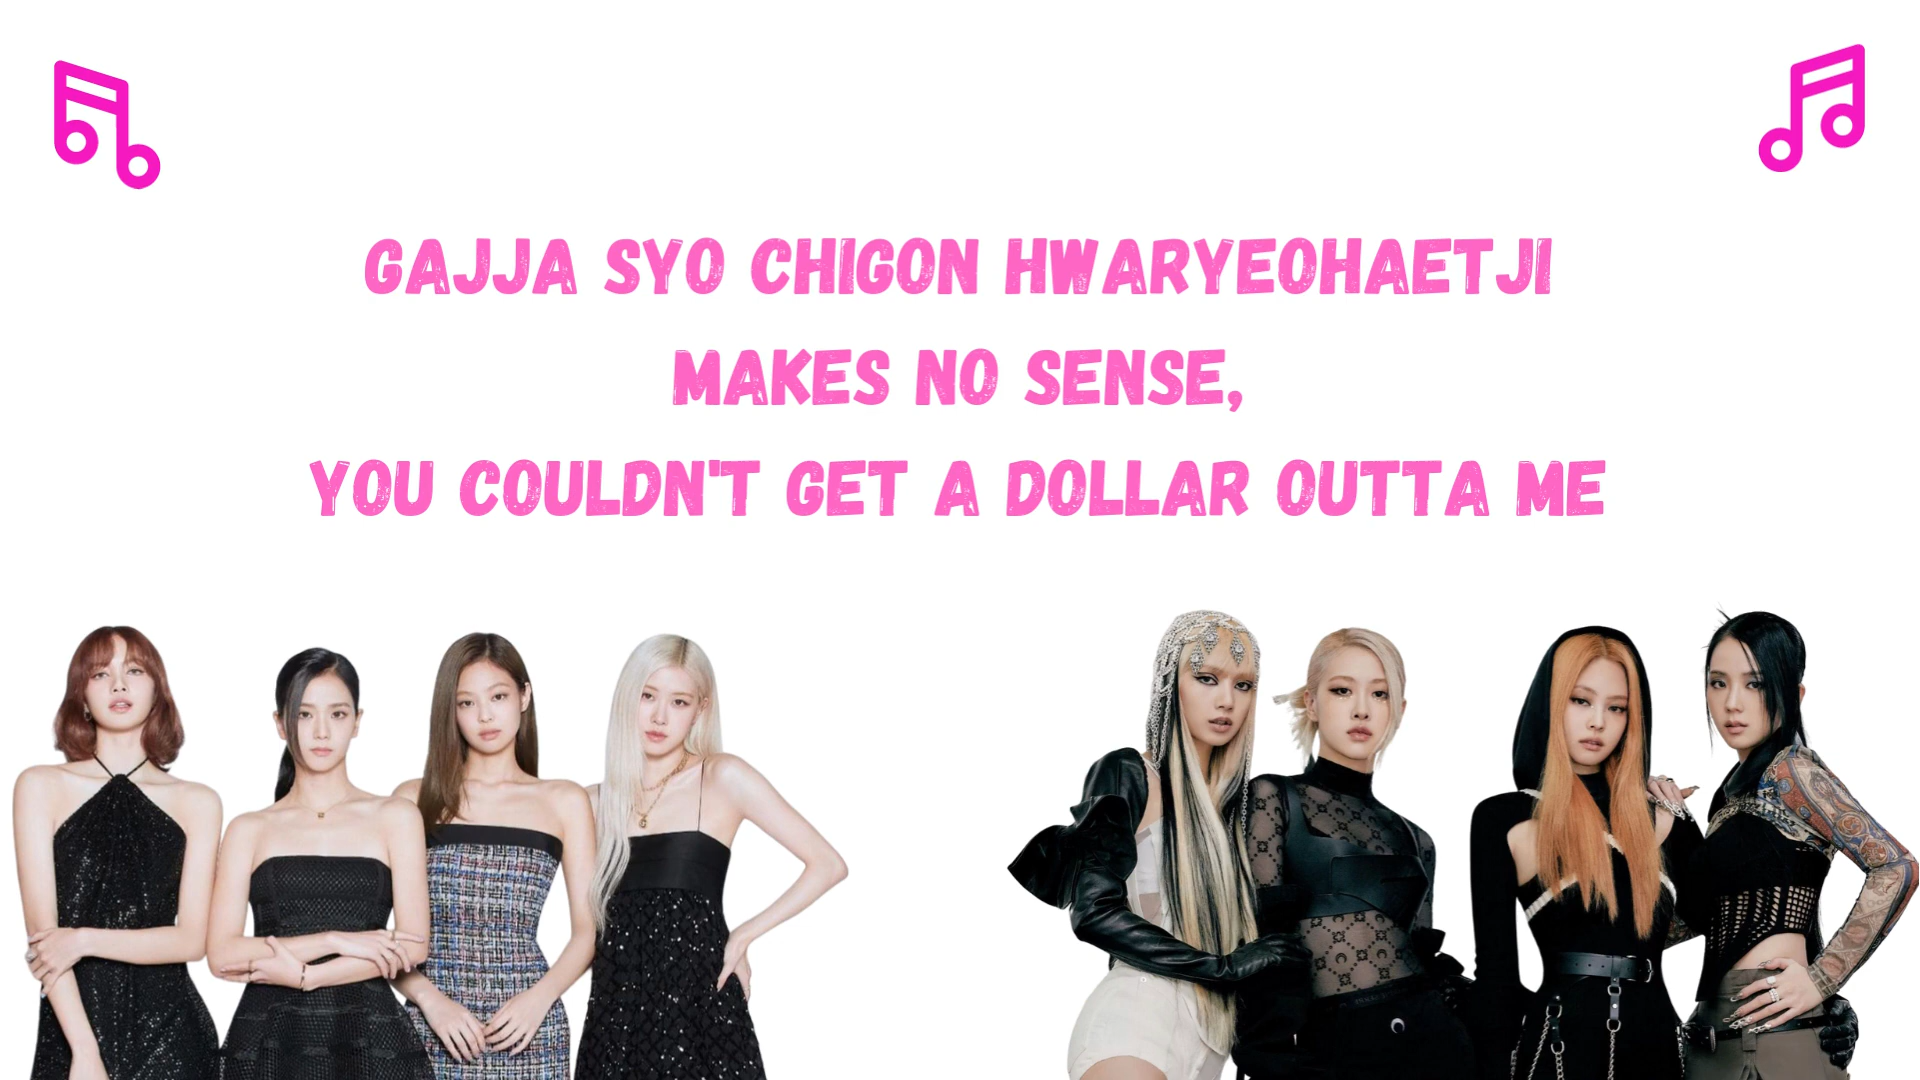 GAJJA SYO CHIGON HWARYEOHAETJI
MAKES NO SENSE,
YOU COULDN'T GET A DOLLAR OUTTA ME